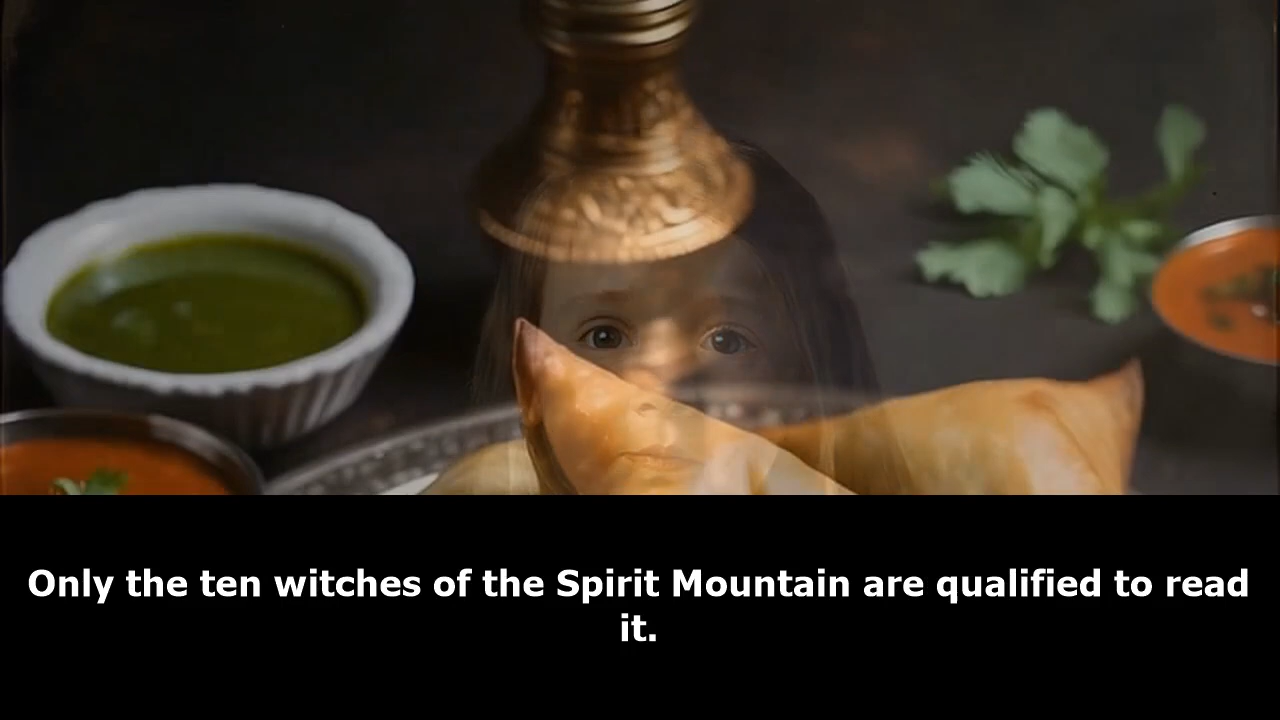 Only the ten witches of the Spirit Mountain are qualified to read
it.